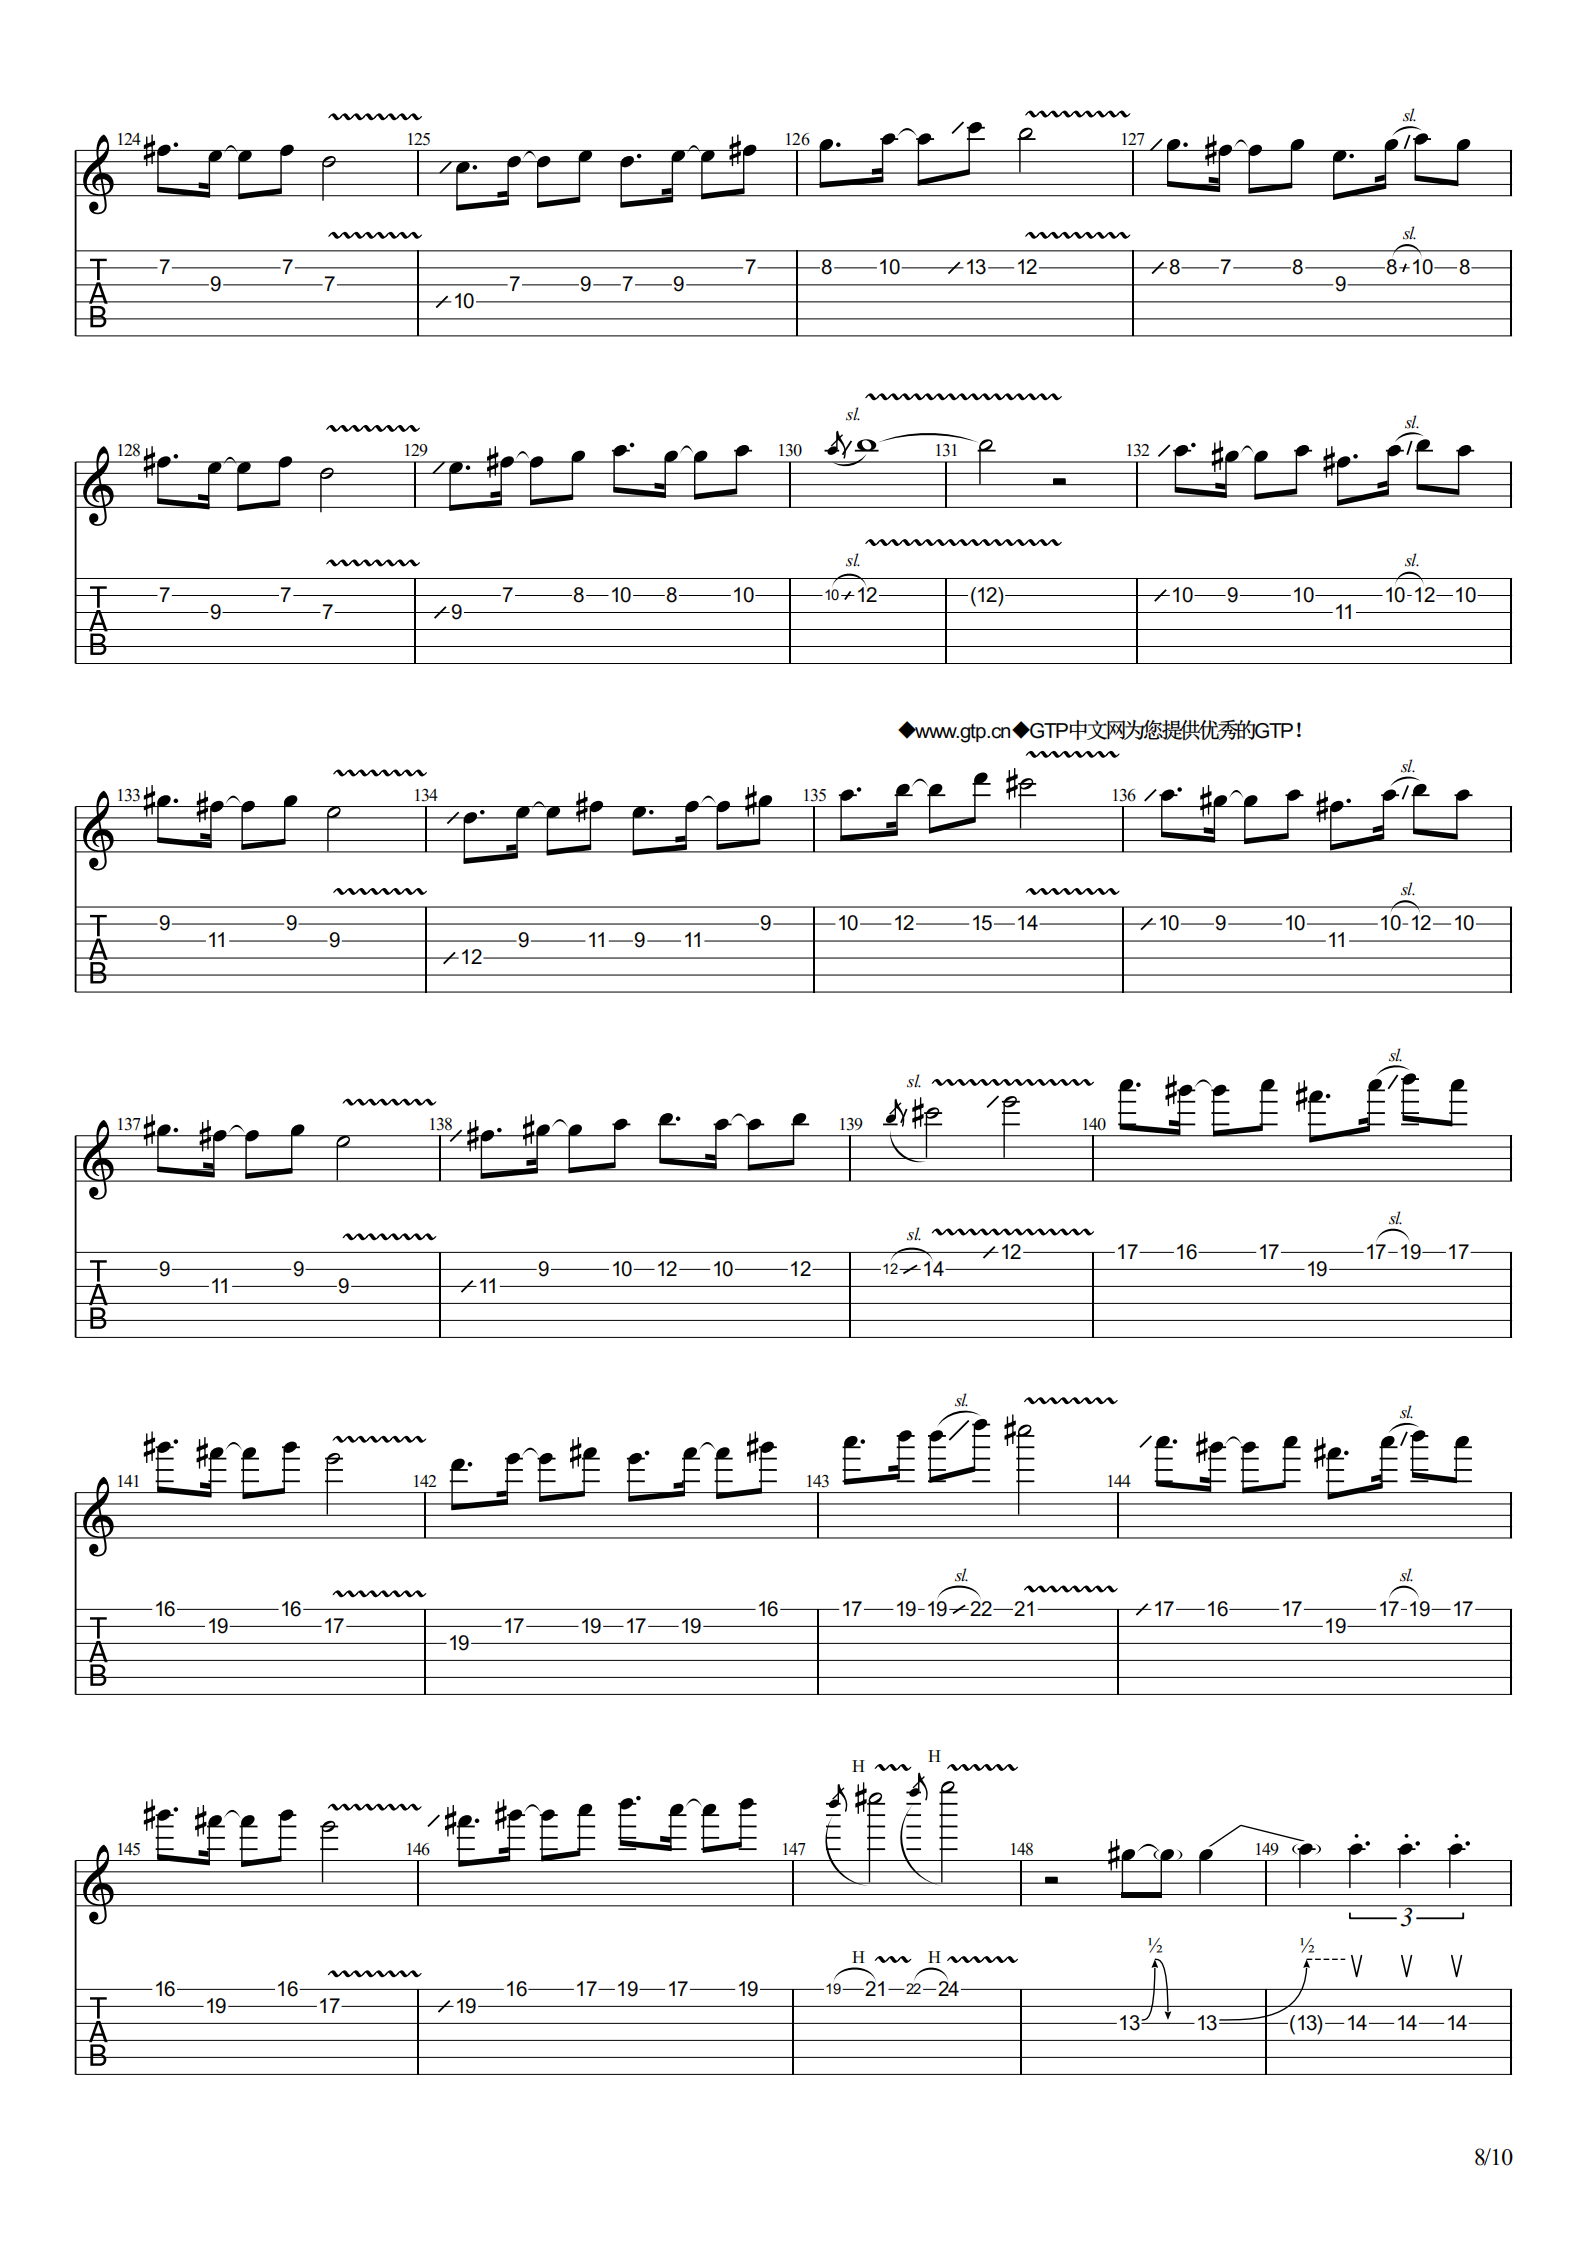 124 125 126 127
sl.
sl.
T 7 9 7 7 10 7 9 7 9 7 8 10 13 12 8 7 8 9 8 10 8
A
B
128 129 130 131 132
sl. sl.
sl. sl.
T 7 9 7 7 9 7 8 10 8 10 10 12 (12) 10 9 10 11 10 12 10
A
B
◆www.gtp.cn◆GTP中文网为您提供优秀的GTP!
133 134 135 136
sl.
sl.
T 9 11 9 9 12 9 11 9 11 9 10 12 15 14 10 9 10 11 10 12 10
A
B
137 138 139 140
sl. sl.
sl. sl.
T 9 11 9 9 11 9 10 12 10 12 12 14 12 17 16 17 19 17 19 17
A
B
141 142 143 144
sl. sl.
sl. sl.
T 16 19 16 17 19 17 19 17 19 16 17 19 19 22 21 17 16 17 19 17 19 17
A
B
145 146 147 148 149
H H
3
H H ½ ½
T 16 19 16 17 19 16 17 19 17 19 19 21 22 24 13 13 (13) 14 14 14
A
B
8/10